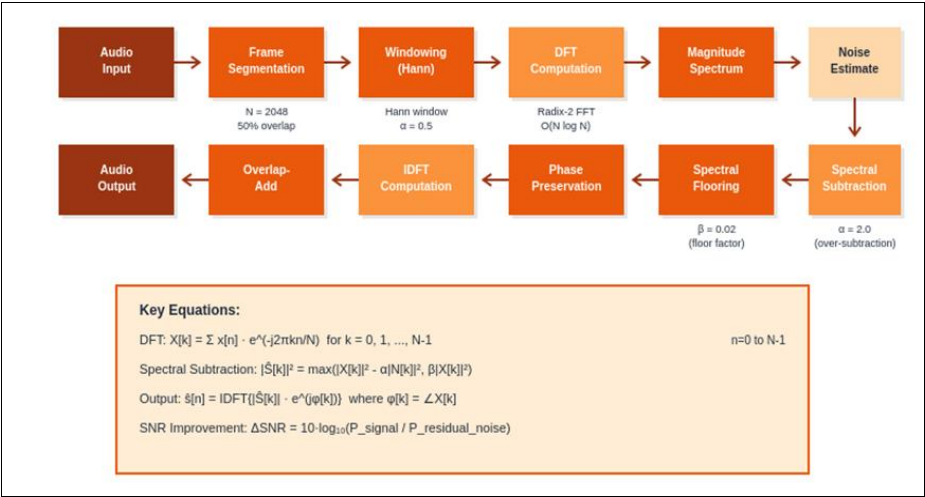 Audio
Input
Frame
Segmentation
Windowing
(Hann)
DFT
Computation
Magnitude
Spectrum
Noise
Estimate
N = 2048
50% overlap
Hann window
α = 0.5
Radix-2 FFT
O(N log N)
Audio
Output
Overlap-
Add
IDFT
Computation
Phase
Preservation
Spectral
Flooring
Spectral
Subtraction
β = 0.02
(floor factor)
α = 2.0
(over-subtraction)
Key Equations:
DFT: X[k] = Σ x[n] · e^(-j2πkn/N)  for k = 0, 1, ..., N-1
n=0 to N-1
Spectral Subtraction: |Ŝ[k]|² = max(|X[k]|² - α|N[k]|², β|X[k]|²)
Output: ŝ[n] = IDFT{|Ŝ[k]| · e^(jφ[k])}  where φ[k] = ∠X[k]
SNR Improvement: ΔSNR = 10·log₁₀(P_signal / P_residual_noise)